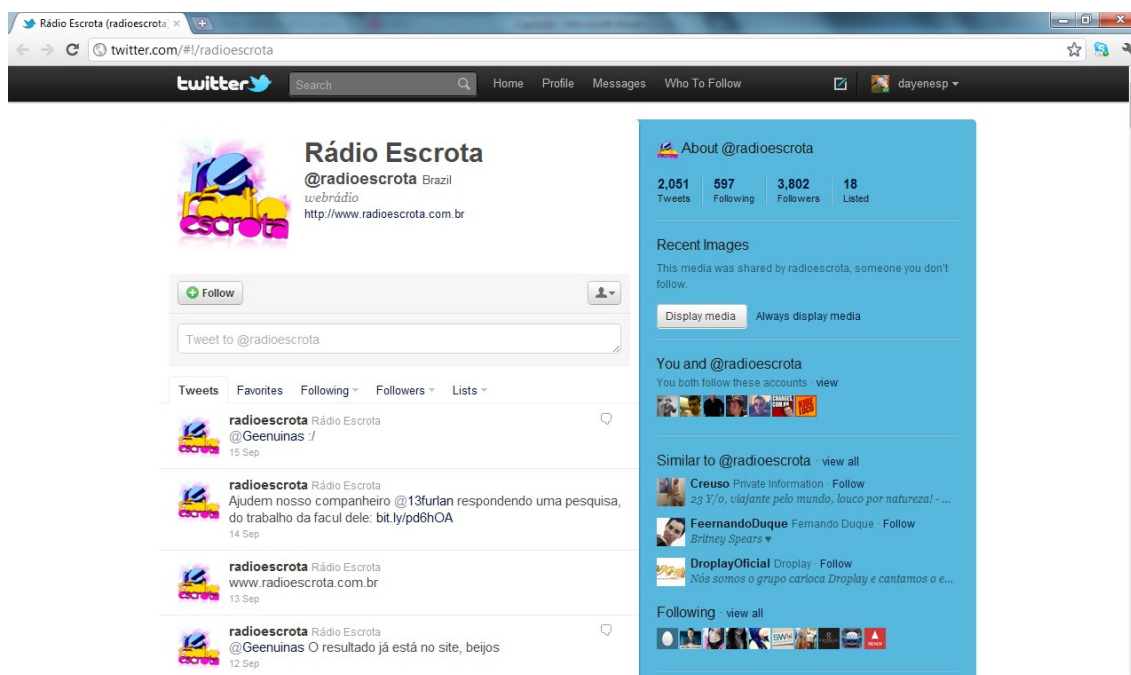 Rádio Escrota (radioescrota)
twitter.com/#!/radioescrota
twitter
Search
Home Profile Messages Who To Follow
dayenesp
rádio
escrota
Rádio Escrota
@radioescrota Brazil
webrádio
http://www.radioescrota.com.br
Follow
Tweet to @radioescrota
Tweets Favorites Following Followers Lists
radioescrota Rádio Escrota
@Geenuinas :/
15 Sep
radioescrota Rádio Escrota
Ajudem nosso companheiro @13furlan respondendo uma pesquisa,
do trabalho da facul dele: bit.ly/pd6hOA
14 Sep
radioescrota Rádio Escrota
www.radioescrota.com.br
13 Sep
radioescrota Rádio Escrota
@Geenuinas O resultado já está no site, beijos
12 Sep
About @radioescrota
2,051 597 3,802 18
Tweets Following Followers Listed
Recent Images
This media was shared by radioescrota, someone you don't
follow.
Display media Always display media
You and @radioescrota
You both follow these accounts · view
Similar to @radioescrota · view all
Creuso Private Information · Follow
23 Y/o, viajante pelo mundo, louco por natureza! - ...
FeernandoDuque Fernando Duque · Follow
Britney Spears ♥
DroplayOficial Droplay · Follow
Nós somos o grupo carioca Droplay e cantamos o e...
Following · view all